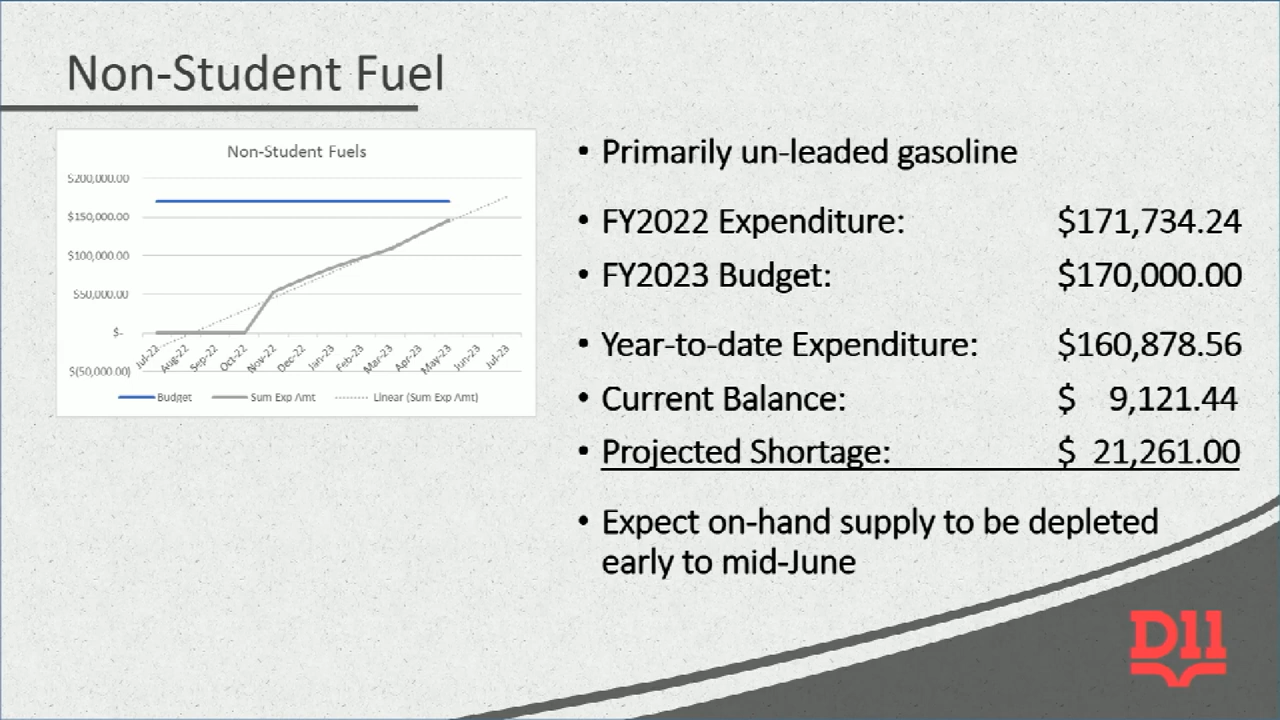 Non-Student Fuel
Non-Student Fuels
$200,000.00
$150,000.00
$100,000.00
$50,000.00
$-
$(50,000.00)
Jul-22 Aug-22 Sep-22 Oct-22 Nov-22 Dec-22 Jan-23 Feb-23 Mar-23 Apr-23 May-23 Jun-23 Jul-23
Budget Sum Exp Amt Linear (Sum Exp Amt)
• Primarily un-leaded gasoline
• FY2022 Expenditure: $171,734.24
• FY2023 Budget: $170,000.00
• Year-to-date Expenditure: $160,878.56
• Current Balance: $ 9,121.44
• Projected Shortage: $ 21,261.00
• Expect on-hand supply to be depleted
early to mid-June
D11